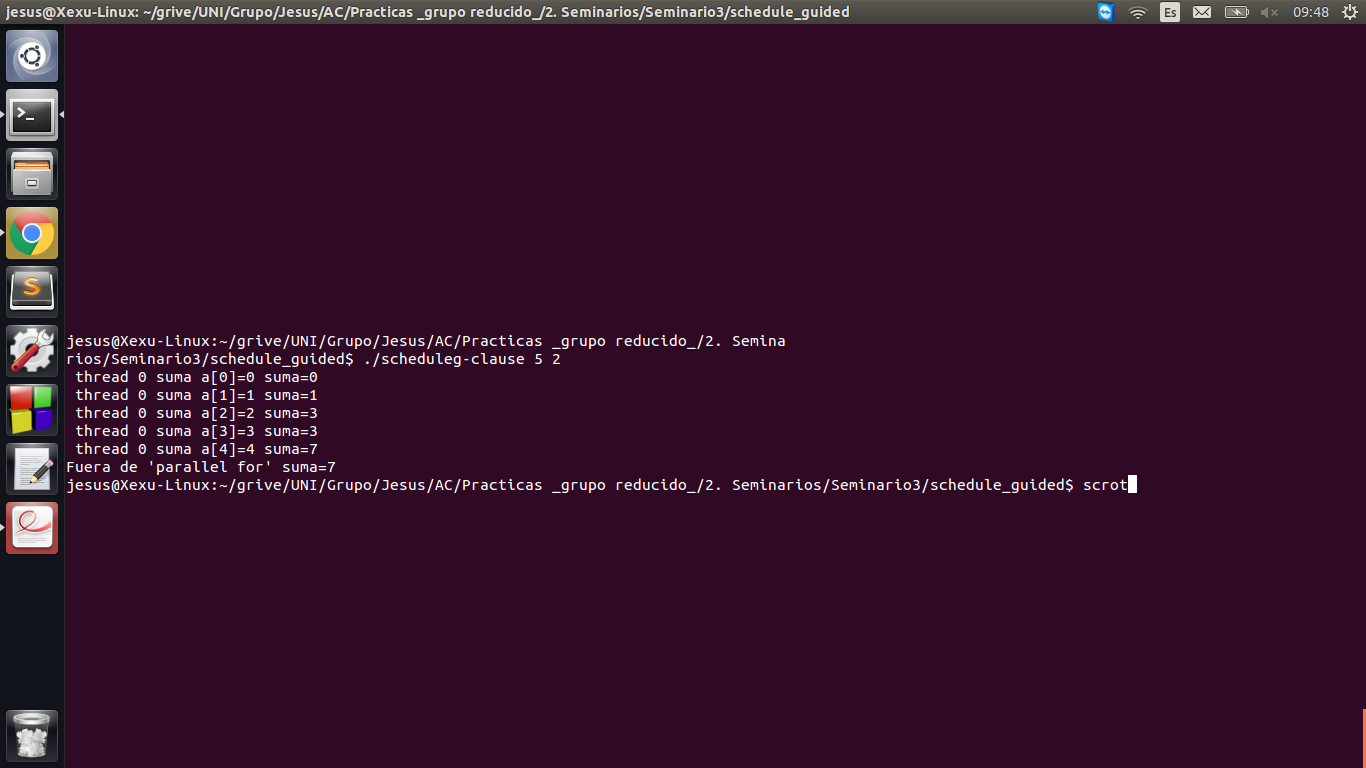 jesus@Xexu-Linux: ~/grive/UNI/Grupo/Jesus/AC/Practicas _grupo reducido_/2. Seminarios/Seminario3/schedule_guided
Es
09:48
jesus@Xexu-Linux:~/grive/UNI/Grupo/Jesus/AC/Practicas _grupo reducido_/2. Semina
rios/Seminario3/schedule_guided$ ./scheduleg-clause 5 2
thread 0 suma a[0]=0 suma=0
thread 0 suma a[1]=1 suma=1
thread 0 suma a[2]=2 suma=3
thread 0 suma a[3]=3 suma=3
thread 0 suma a[4]=4 suma=7
Fuera de 'parallel for' suma=7
jesus@Xexu-Linux:~/grive/UNI/Grupo/Jesus/AC/Practicas _grupo reducido_/2. Seminarios/Seminario3/schedule_guided$ scrot